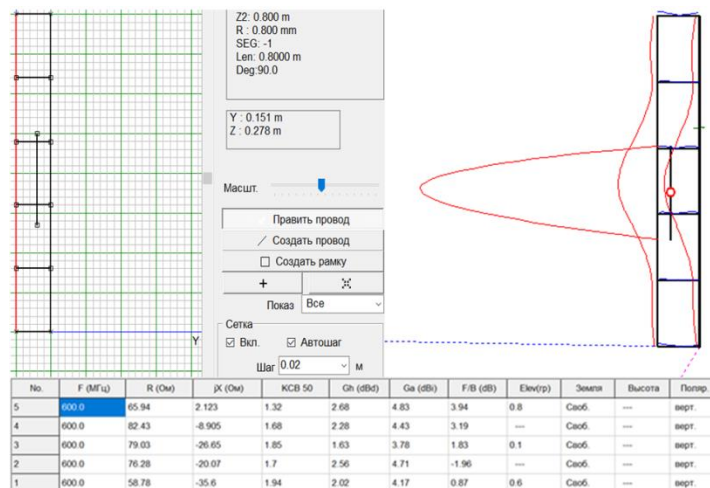 Z2: 0.800 m
R : 0.800 mm
SEG: -1
Len: 0.8000 m
Deg:90.0
Y : 0.151 m
Z : 0.278 m
Масшт.
Править провод
Создать провод
Создать рамку
+
Показ Все
Y
Сетка
Вкл. Автошаг
Шаг 0.02 м
No. F (МГц) R (Ом) jX (Ом) КСВ 50 Gh (dBd) Ga (dBi) F/B (dB) Elev(гр) Земля Высота Поляр.
5 600.0 65.94 2.123 1.32 2.68 4.83 3.94 0.8 Своб. --- верт.
4 600.0 82.43 -8.905 1.68 2.28 4.43 3.19 --- Своб. --- верт.
3 600.0 79.03 -26.65 1.85 1.63 3.78 1.83 0.1 Своб. --- верт.
2 600.0 76.28 -20.07 1.7 2.56 4.71 -1.96 --- Своб. --- верт.
1 600.0 58.78 -35.6 1.94 2.02 4.17 0.87 0.6 Своб. --- верт.